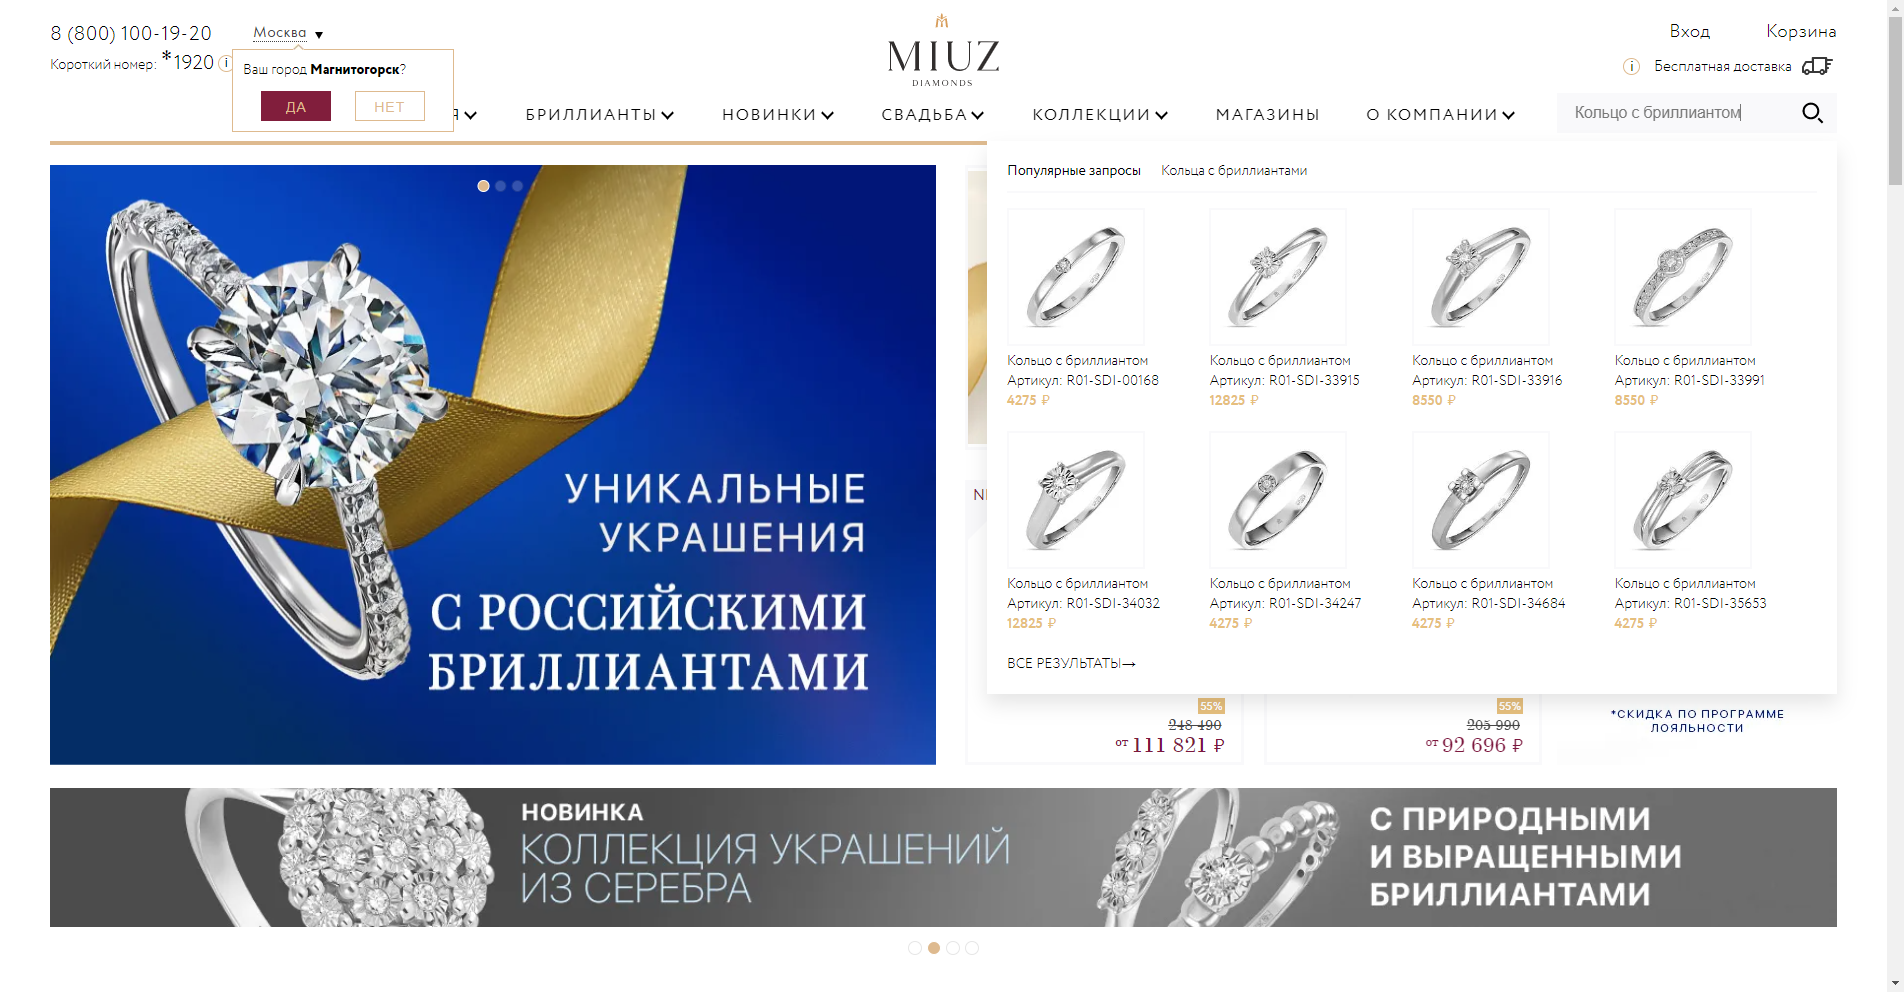 8 (800) 100-19-20
Москва
Короткий номер: *1920
Ваш город Магнитогорск?
ДА
НЕТ
MIUZ
DIAMONDS
Вход
Корзина
Бесплатная доставка
БРИЛЛИАНТЫ
НОВИНКИ
СВАДЬБА
КОЛЛЕКЦИИ
МАГАЗИНЫ
О КОМПАНИИ
Кольцо с бриллиантом
Популярные запросы
Кольца с бриллиантами
Кольцо с бриллиантом
Артикул: R01-SDI-00168
4275 ₽
Кольцо с бриллиантом
Артикул: R01-SDI-33915
12825 ₽
Кольцо с бриллиантом
Артикул: R01-SDI-33916
8550 ₽
Кольцо с бриллиантом
Артикул: R01-SDI-33991
8550 ₽
Кольцо с бриллиантом
Артикул: R01-SDI-34032
12825 ₽
Кольцо с бриллиантом
Артикул: R01-SDI-34247
4275 ₽
Кольцо с бриллиантом
Артикул: R01-SDI-34684
4275 ₽
Кольцо с бриллиантом
Артикул: R01-SDI-35653
4275 ₽
ВСЕ РЕЗУЛЬТАТЫ→
УНИКАЛЬНЫЕ
УКРАШЕНИЯ
С РОССИЙСКИМИ
БРИЛЛИАНТАМИ
55%
248 490
от 111 821 ₽
55%
205 990
от 92 696 ₽
*СКИДКА ПО ПРОГРАММЕ
ЛОЯЛЬНОСТИ
НОВИНКА
КОЛЛЕКЦИЯ УКРАШЕНИЙ
ИЗ СЕРЕБРА
С ПРИРОДНЫМИ
И ВЫРАЩЕННЫМИ
БРИЛЛИАНТАМИ